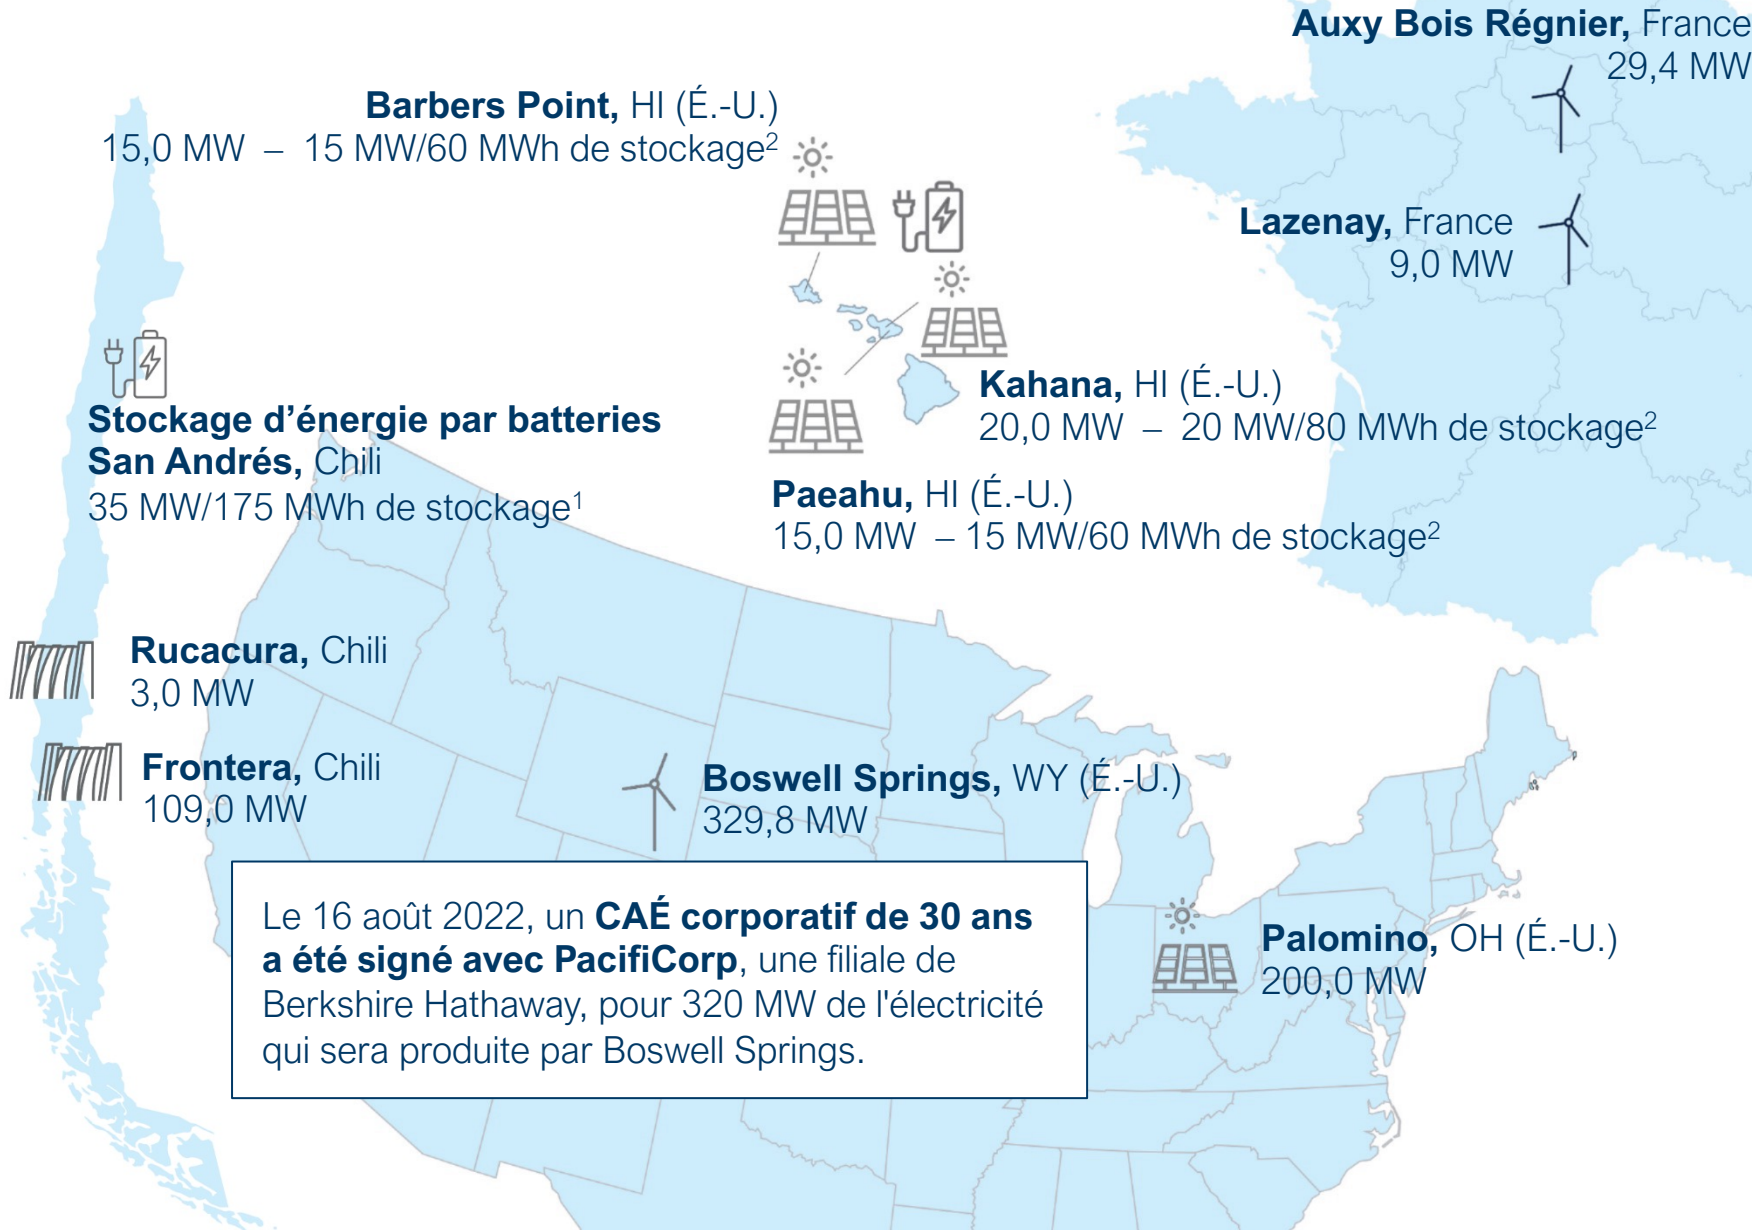 Auxy Bois Régnier, France
29,4 MW
Barbers Point, HI (É.-U.)
15,0 MW – 15 MW/60 MWh de stockage²
Lazenay, France
9,0 MW
Kahana, HI (É.-U.)
20,0 MW – 20 MW/80 MWh de stockage²
Stockage d’énergie par batteries
San Andrés, Chili
35 MW/175 MWh de stockage¹
Paeahu, HI (É.-U.)
15,0 MW – 15 MW/60 MWh de stockage²
Rucacura, Chili
3,0 MW
Frontera, Chili
109,0 MW
Boswell Springs, WY (É.-U.)
329,8 MW
Le 16 août 2022, un CAÉ corporatif de 30 ans
a été signé avec PacifiCorp, une filiale de
Berkshire Hathaway, pour 320 MW de l'électricité
qui sera produite par Boswell Springs.
Palomino, OH (É.-U.)
200,0 MW